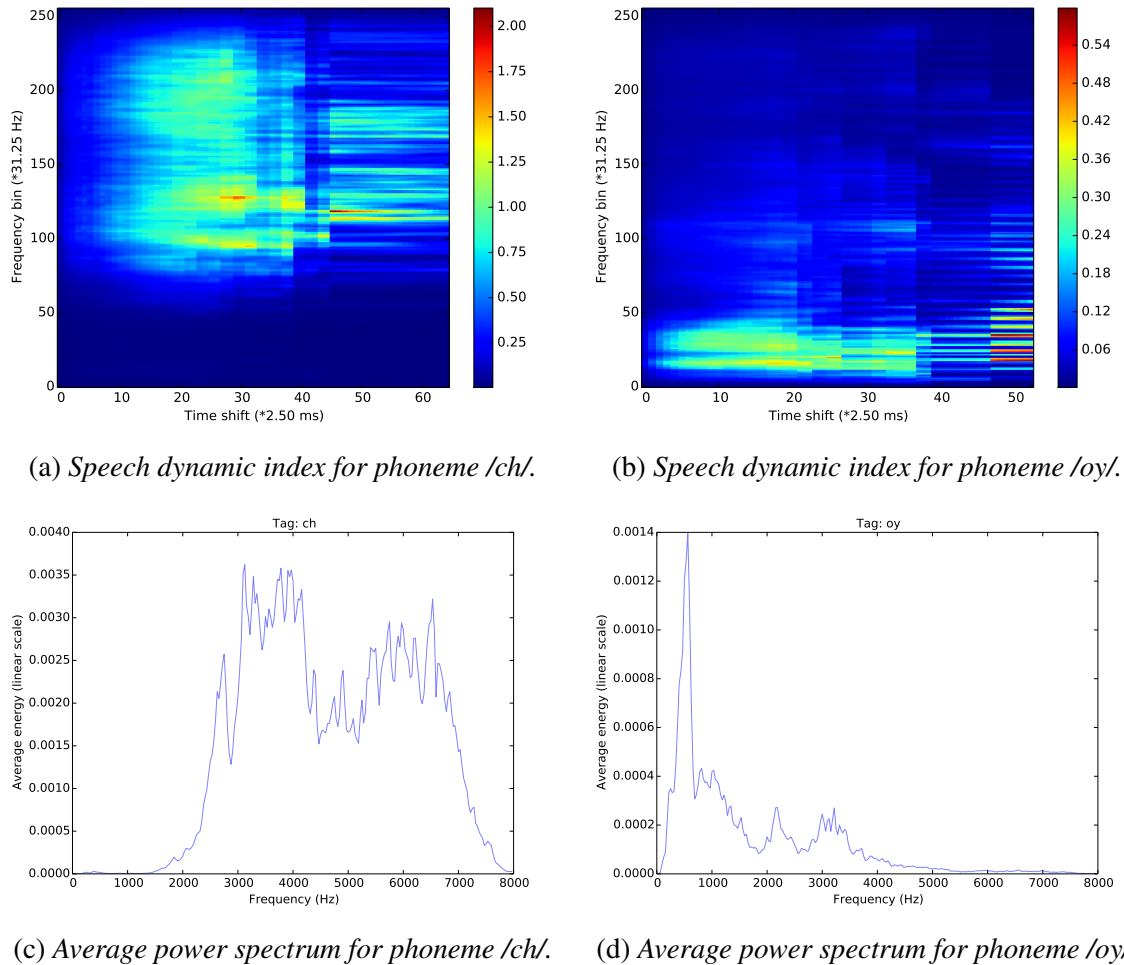 250
200
150
100
50
0
Frequency bin (*31.25 Hz)
0 10 20 30 40 50 60
Time shift (*2.50 ms)
2.00
1.75
1.50
1.25
1.00
0.75
0.50
0.25
250
200
150
100
50
0
Frequency bin (*31.25 Hz)
0 10 20 30 40 50
Time shift (*2.50 ms)
0.54
0.48
0.42
0.36
0.30
0.24
0.18
0.12
0.06
(a) Speech dynamic index for phoneme /ch/.
(b) Speech dynamic index for phoneme /oy/.
Tag: ch
0.0040
0.0035
0.0030
0.0025
0.0020
0.0015
0.0010
0.0005
0.0000
Average energy (linear scale)
0 1000 2000 3000 4000 5000 6000 7000 8000
Frequency (Hz)
Tag: oy
0.0014
0.0012
0.0010
0.0008
0.0006
0.0004
0.0002
0.0000
Average energy (linear scale)
0 1000 2000 3000 4000 5000 6000 7000 8000
Frequency (Hz)
(c) Average power spectrum for phoneme /ch/.
(d) Average power spectrum for phoneme /oy/